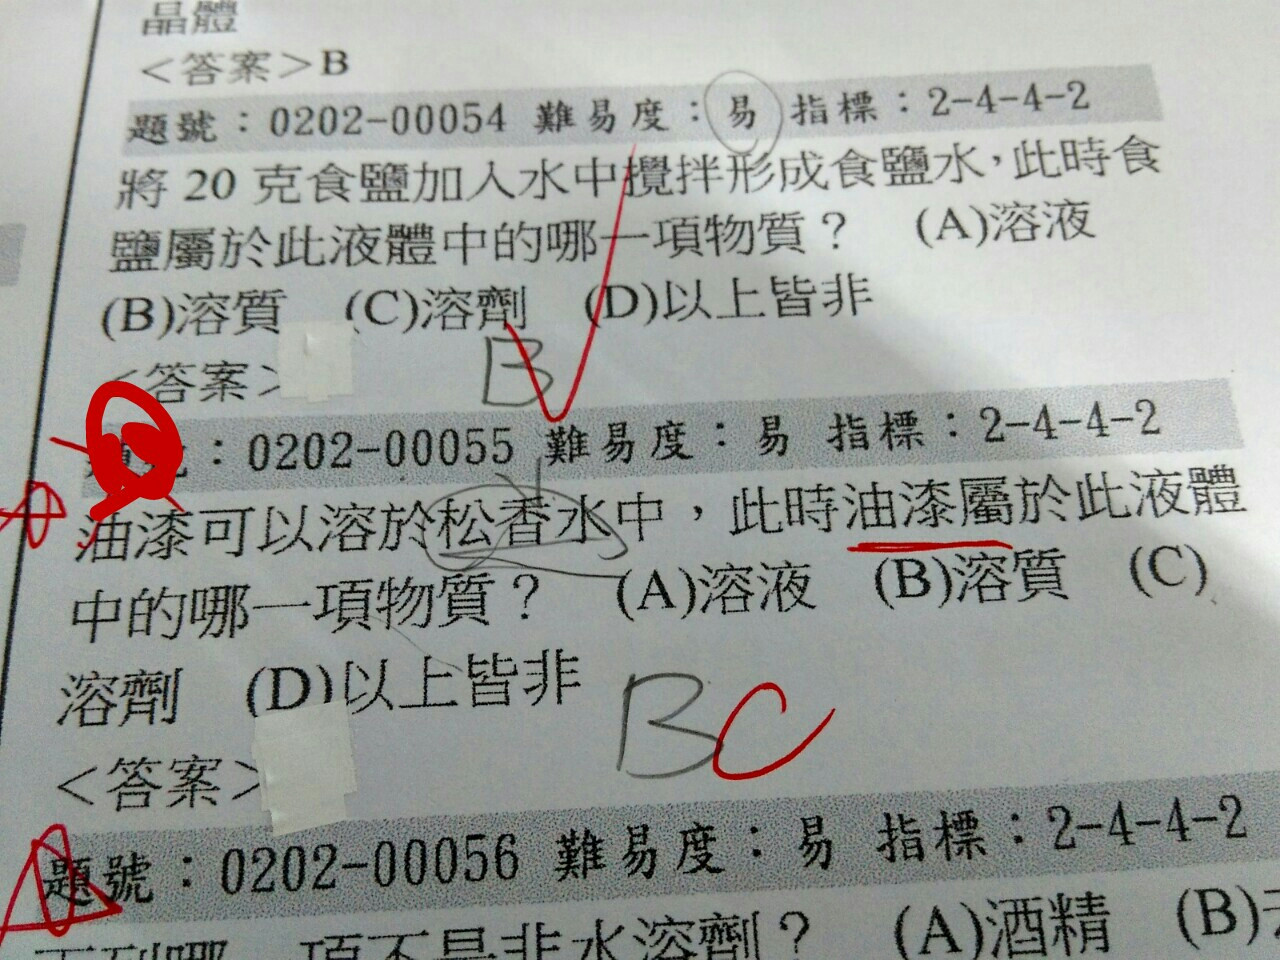 晶體
＜答案＞B
題號：0202-00054 難易度：易 指標：2-4-4-2
將 20 克食鹽加入水中攪拌形成食鹽水，此時食
鹽屬於此液體中的哪一項物質？ (A)溶液
(B)溶質 (C)溶劑 (D)以上皆非
＜答案＞ B
題號：0202-00055 難易度：易 指標：2-4-4-2
油漆可以溶於松香水中，此時油漆屬於此液體
中的哪一項物質？ (A)溶液 (B)溶質 (C)
溶劑 (D)以上皆非
B C
＜答案＞
題號：0202-00056 難易度：易 指標：2-4-4-2
下列哪一項不是非水溶劑？ (A)酒精 (B)